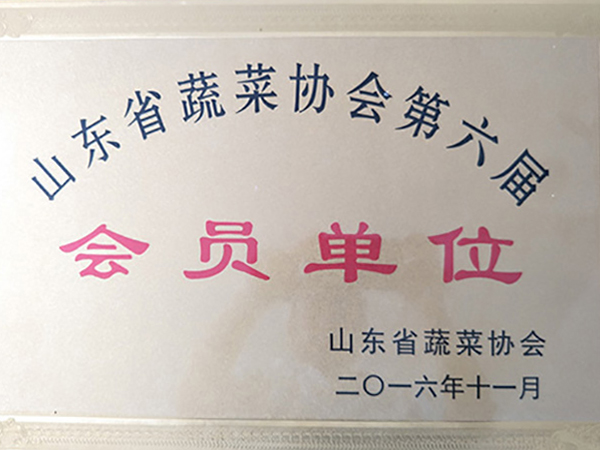 山东省蔬菜协会第六届
会员单位
山东省蔬菜协会
二〇一六年十一月